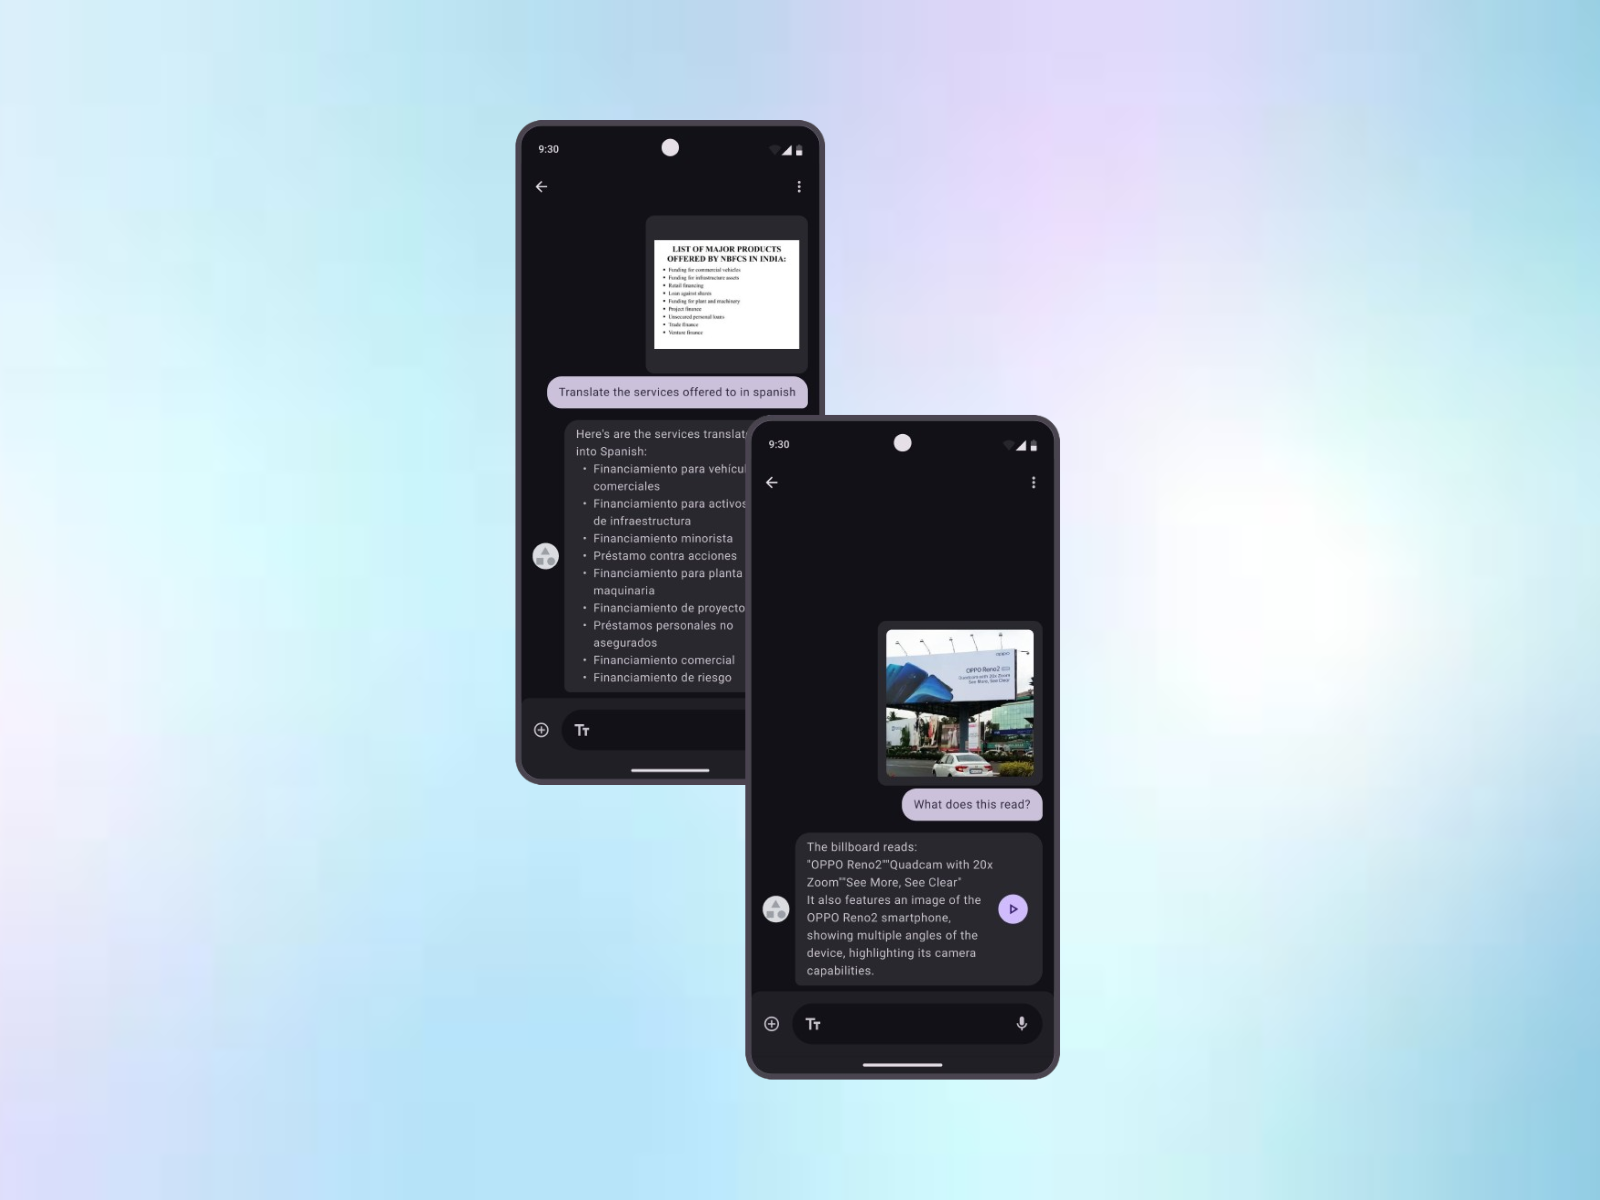 9:30
LIST OF MAJOR PRODUCTS
OFFERED BY NBFCS IN INDIA:
• Funding for commercial vehicles
• Funding for infrastructure assets
• Retail financing
• Loan against shares
• Funding for plant and machinery
• Project finance
• Unsecured personal loans
• Trade finance
• Venture finance
Translate the services offered to in spanish
Here's are the services translat
into Spanish:
• Financiamiento para vehícul
comerciales
• Financiamiento para activos
de infraestructura
• Financiamiento minorista
• Préstamo contra acciones
• Financiamiento para planta
maquinaria
• Financiamiento de proyecto
• Préstamos personales no
asegurados
• Financiamiento comercial
• Financiamiento de riesgo
Tт
9:30
oppo
OPPO Reno2
Quadcam with 20x Zoom
See More, See Clear
What does this read?
The billboard reads:
"OPPO Reno2""Quadcam with 20x
Zoom""See More, See Clear"
It also features an image of the
OPPO Reno2 smartphone,
showing multiple angles of the
device, highlighting its camera
capabilities.
Tт